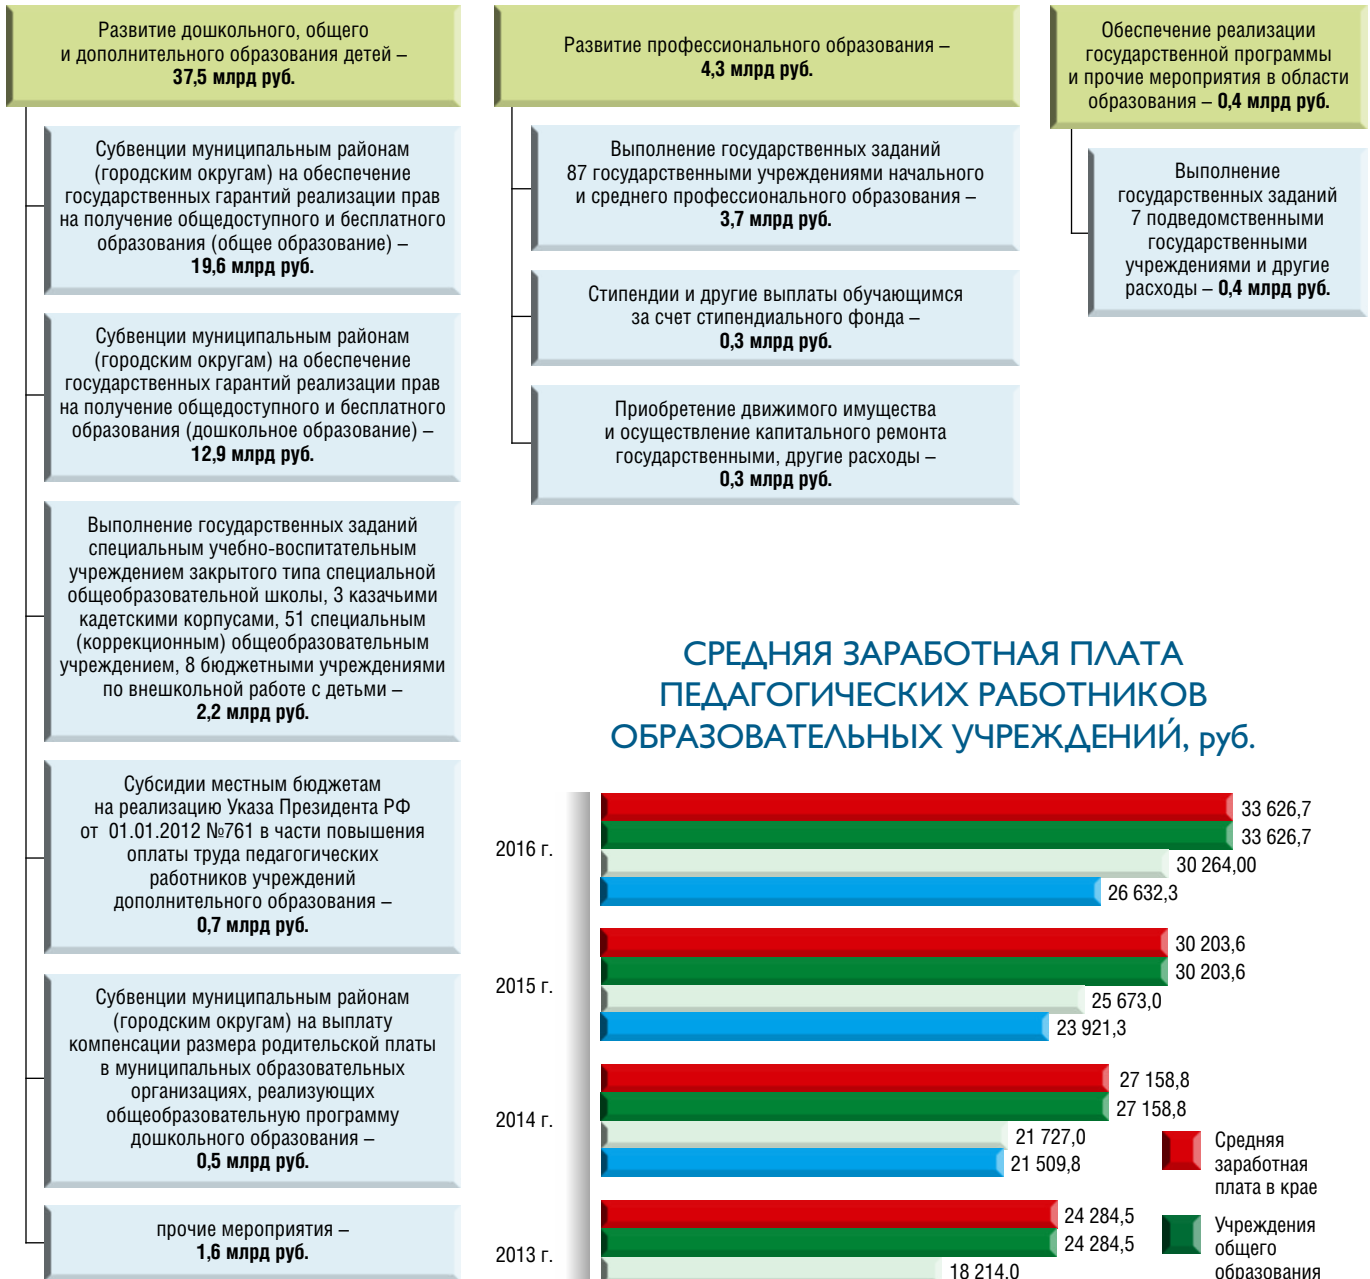 Развитие дошкольного, общего
и дополнительного образования детей –
37,5 млрд руб.
Субвенции муниципальным районам
(городским округам) на обеспечение
государственных гарантий реализации прав
на получение общедоступного и бесплатного
образования (общее образование) –
19,6 млрд руб.
Субвенции муниципальным районам
(городским округам) на обеспечение
государственных гарантий реализации прав
на получение общедоступного и бесплатного
образования (дошкольное образование) –
12,9 млрд руб.
Выполнение государственных заданий
специальным учебно-воспитательным
учреждением закрытого типа специальной
общеобразовательной школы, 3 казачьими
кадетскими корпусами, 51 специальным
(коррекционным) общеобразовательным
учреждением, 8 бюджетными учреждениями
по внешкольной работе с детьми –
2,2 млрд руб.
Субсидии местным бюджетам
на реализацию Указа Президента РФ
от 01.01.2012 №761 в части повышения
оплаты труда педагогических
работников учреждений
дополнительного образования –
0,7 млрд руб.
Субвенции муниципальным районам
(городским округам) на выплату
компенсации размера родительской платы
в муниципальных образовательных
организациях, реализующих
общеобразовательную программу
дошкольного образования –
0,5 млрд руб.
прочие мероприятия –
1,6 млрд руб.
Развитие профессионального образования –
4,3 млрд руб.
Выполнение государственных заданий
87 государственными учреждениями начального
и среднего профессионального образования –
3,7 млрд руб.
Стипендии и другие выплаты обучающимся
за счет стипендиального фонда –
0,3 млрд руб.
Приобретение движимого имущества
и осуществление капитального ремонта
государственными, другие расходы –
0,3 млрд руб.
Обеспечение реализации
государственной программы
и прочие мероприятия в области
образования – 0,4 млрд руб.
Выполнение
государственных заданий
7 подведомственными
государственными
учреждениями и другие
расходы – 0,4 млрд руб.
СРЕДНЯЯ ЗАРАБОТНАЯ ПЛАТА
ПЕДАГОГИЧЕСКИХ РАБОТНИКОВ
ОБРАЗОВАТЕЛЬНЫХ УЧРЕЖДЕНИЙ, руб.
2016 г.
33 626,7
33 626,7
30 264,00
26 632,3
2015 г.
30 203,6
30 203,6
25 673,0
23 921,3
2014 г.
27 158,8
27 158,8
21 727,0
21 509,8
2013 г.
24 284,5
24 284,5
18 214,0
Средняя
заработная
плата в крае
Учреждения
общего
образования